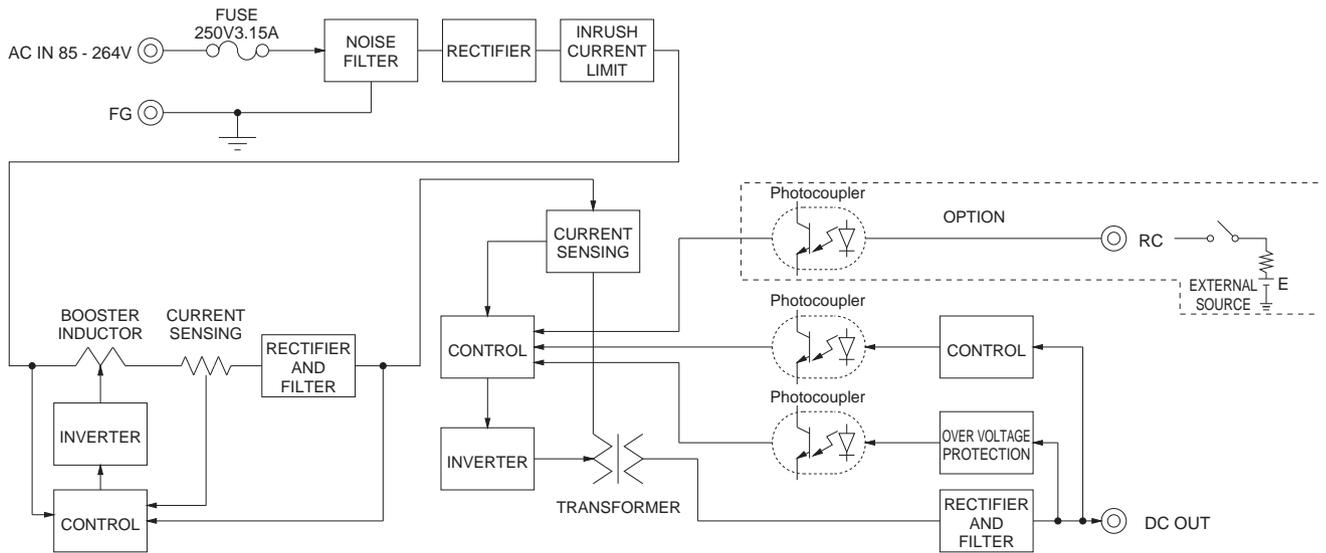 FUSE
250V3.15A
AC IN 85 - 264V
NOISE
FILTER
RECTIFIER
INRUSH
CURRENT
LIMIT
FG
Photocoupler
OPTION
RC
CURRENT
SENSING
EXTERNAL
SOURCE
E
BOOSTER
INDUCTOR
CURRENT
SENSING
RECTIFIER
AND
FILTER
CONTROL
Photocoupler
CONTROL
INVERTER
INVERTER
Photocoupler
OVER VOLTAGE
PROTECTION
CONTROL
TRANSFORMER
RECTIFIER
AND
FILTER
DC OUT